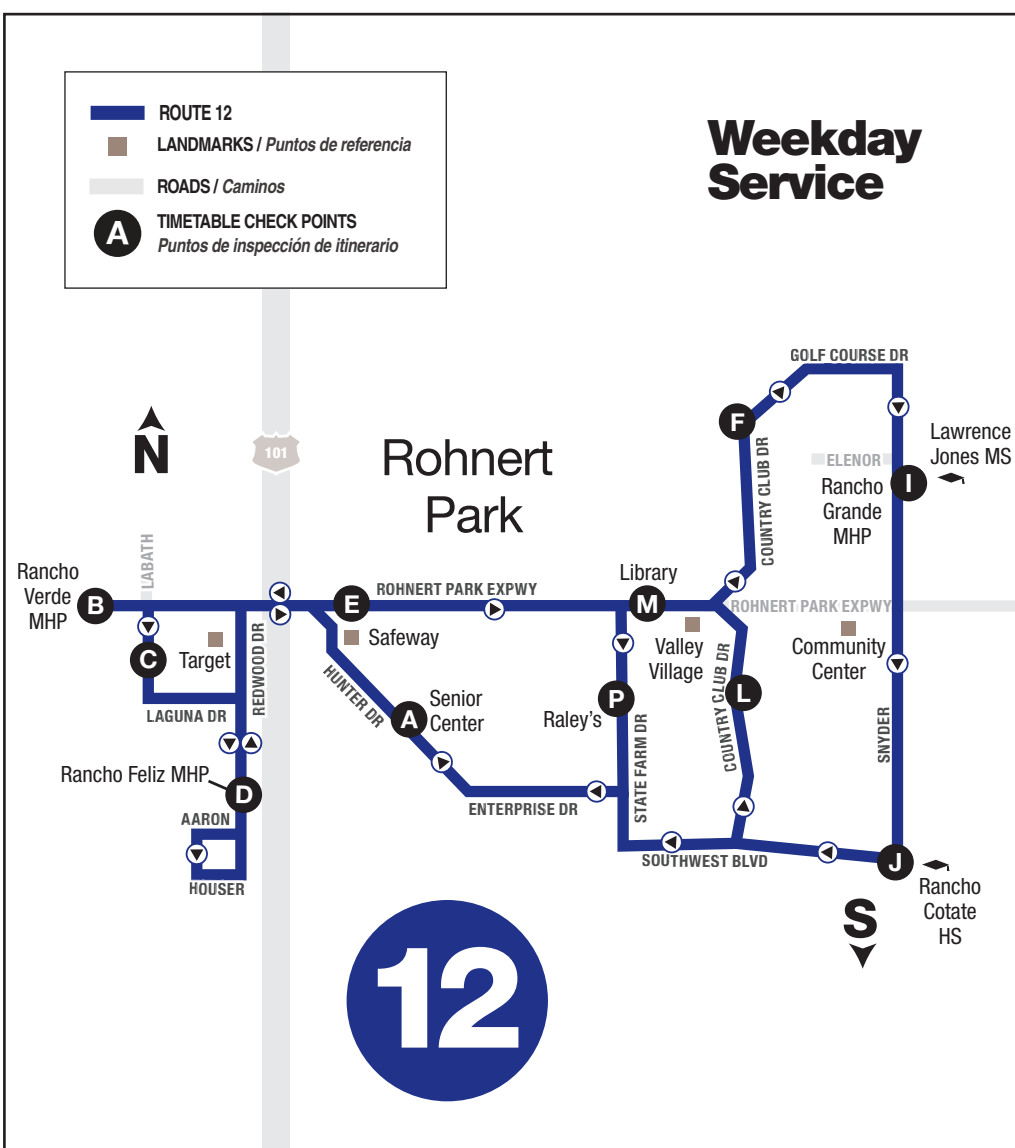 ROUTE 12
LANDMARKS / Puntos de referencia
ROADS / Caminos
A
TIMETABLE CHECK POINTS
Puntos de inspección de itinerario
Weekday
Service
GOLF COURSE DR
F
COUNTRY CLUB DR
N
101
Rohnert
Park
ELENOR
Lawrence
Jones MS
I
Rancho
Grande
MHP
LABATH
Rancho
Verde
MHP
B
E
ROHNERT PARK EXPWY
Library
M
ROHNERT PARK EXPWY
Safeway
Valley
Village
Community
Center
C
Target
REDWOOD DR
LAGUNA DR
HUNTER DR
A
Senior
Center
P
Raley's
STATE FARM DR
COUNTRY CLUB DR
L
SNYDER
Rancho Feliz MHP
D
ENTERPRISE DR
AARON
HOUSER
SOUTHWEST BLVD
J
Rancho
Cotate
HS
S
12